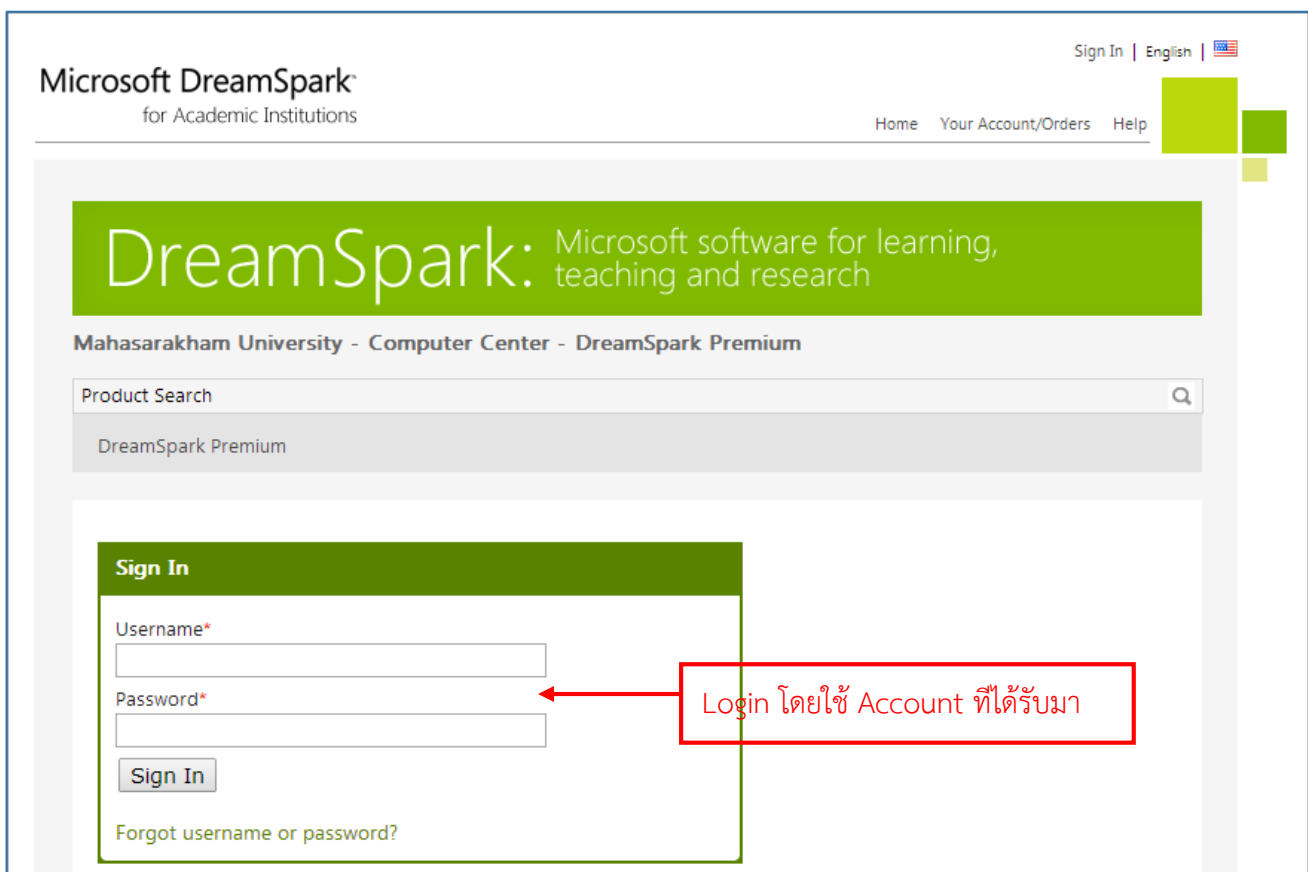 Sign In | English |
Microsoft DreamSpark
for Academic Institutions
Home Your Account/Orders Help
DreamSpark: Microsoft software for learning,
teaching and research
Mahasarakham University - Computer Center - DreamSpark Premium
Product Search
DreamSpark Premium
Sign In
Username*
Password*
Login โดยใช้ Account ที่ได้รับมา
Sign In
Forgot username or password?